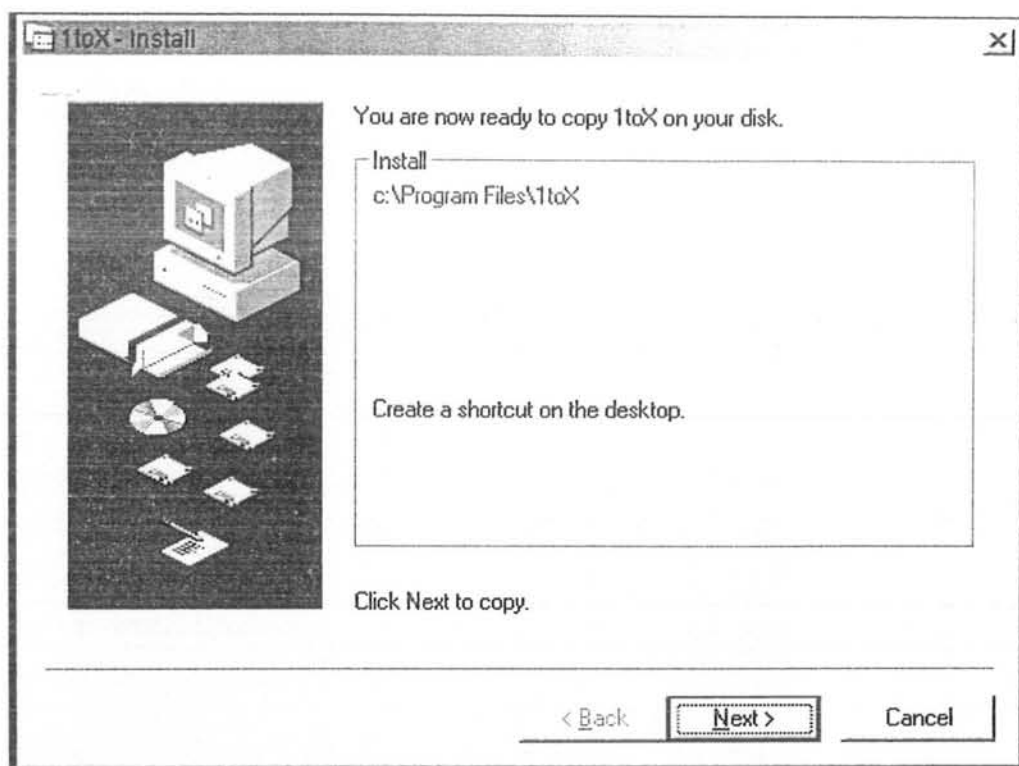 1toX - Install
You are now ready to copy 1toX on your disk.
Install
c:\Program Files\1toX
Create a shortcut on the desktop.
Click Next to copy.
< Back
Next >
Cancel